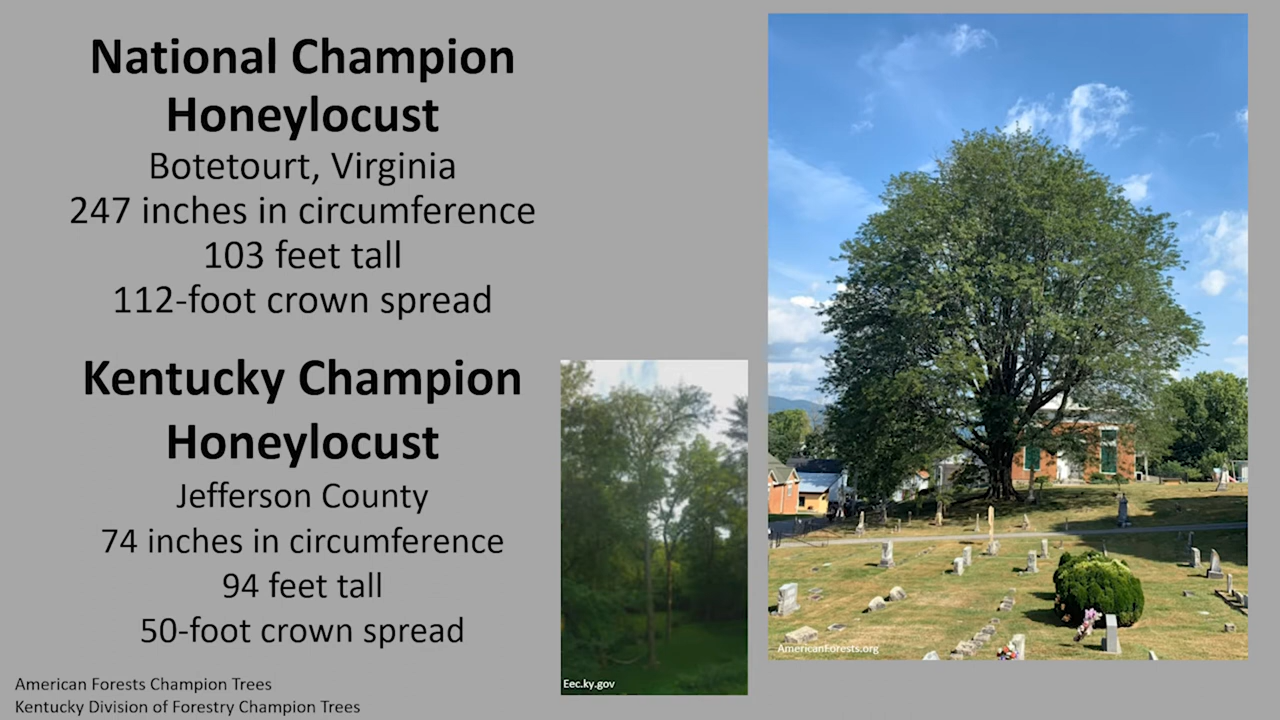 National Champion
Honeylocust
Botetourt, Virginia
247 inches in circumference
103 feet tall
112-foot crown spread
Kentucky Champion
Honeylocust
Jefferson County
74 inches in circumference
94 feet tall
50-foot crown spread
American Forests Champion Trees
Kentucky Division of Forestry Champion Trees
Eec.ky.gov
AmericanForests.org